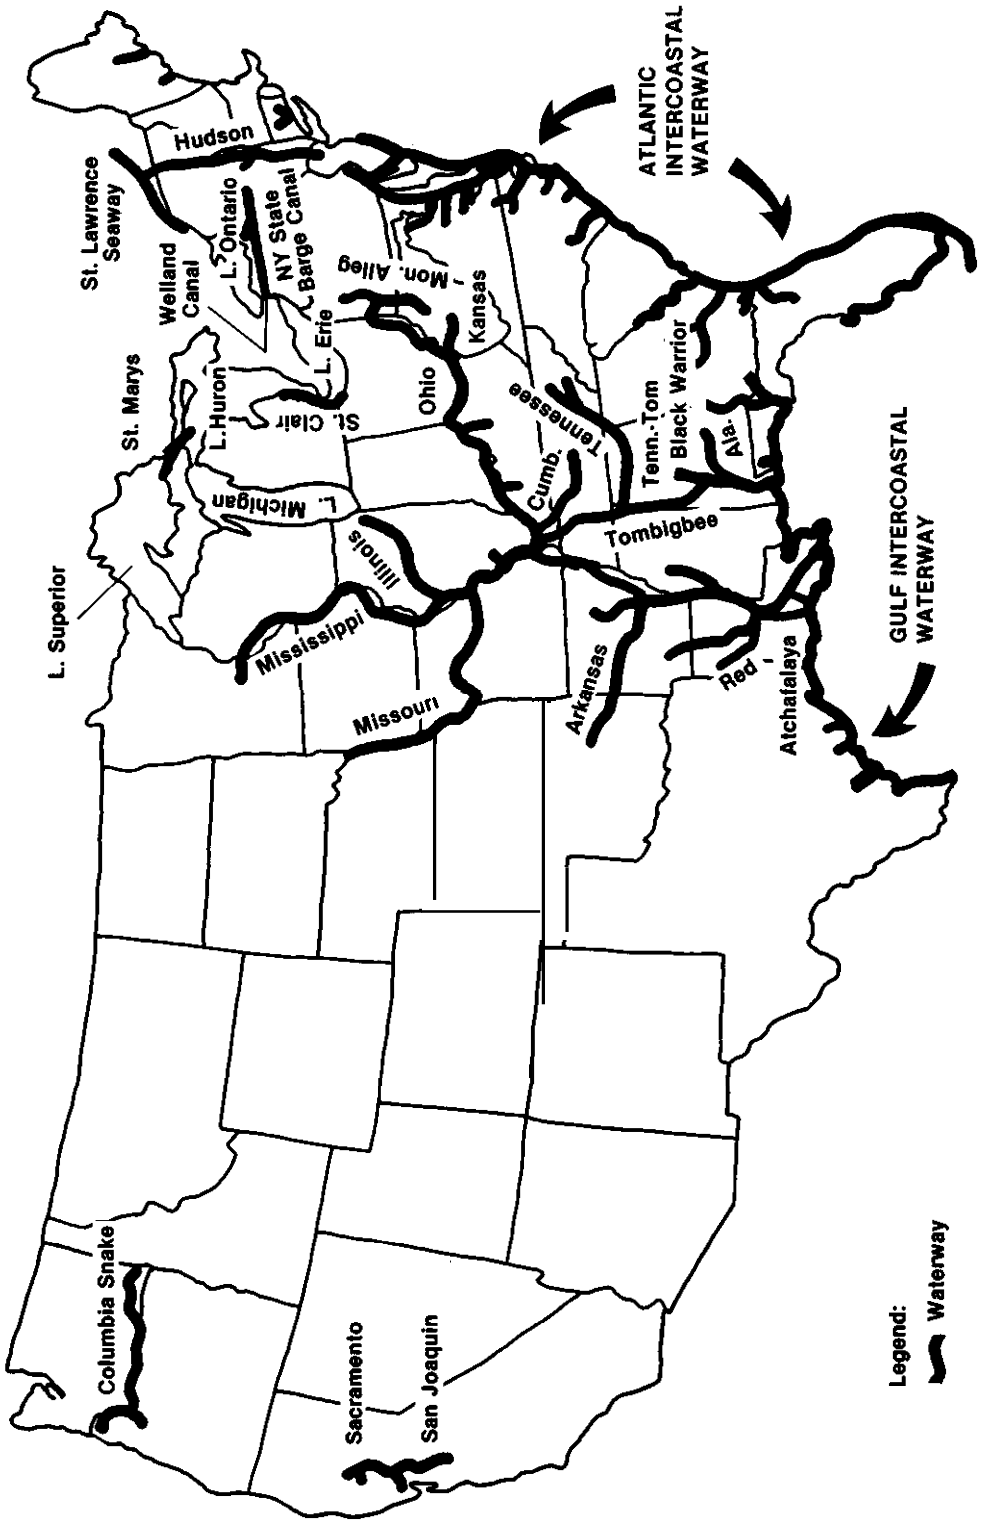 Columbia Snake
Sacramento
San Joaquin
L. Superior
St. Marys
Welland
Canal
St. Lawrence
Seaway
L. Michigan
L. Huron
St. Clair
L. Erie
L. Ontario
NY State
Barge Canal
Hudson
Mississippi
Illinois
Missouri
Ohio
Kansas
Mon. Alleg
Cumb.
Tennessee
Arkansas
Red
Atchafalaya
Tombigbee
Tenn.-Tom
Black Warrior
Ala-
ATLANTIC
INTERCOASTAL
WATERWAY
GULF INTERCOASTAL
WATERWAY
Legend:
Waterway